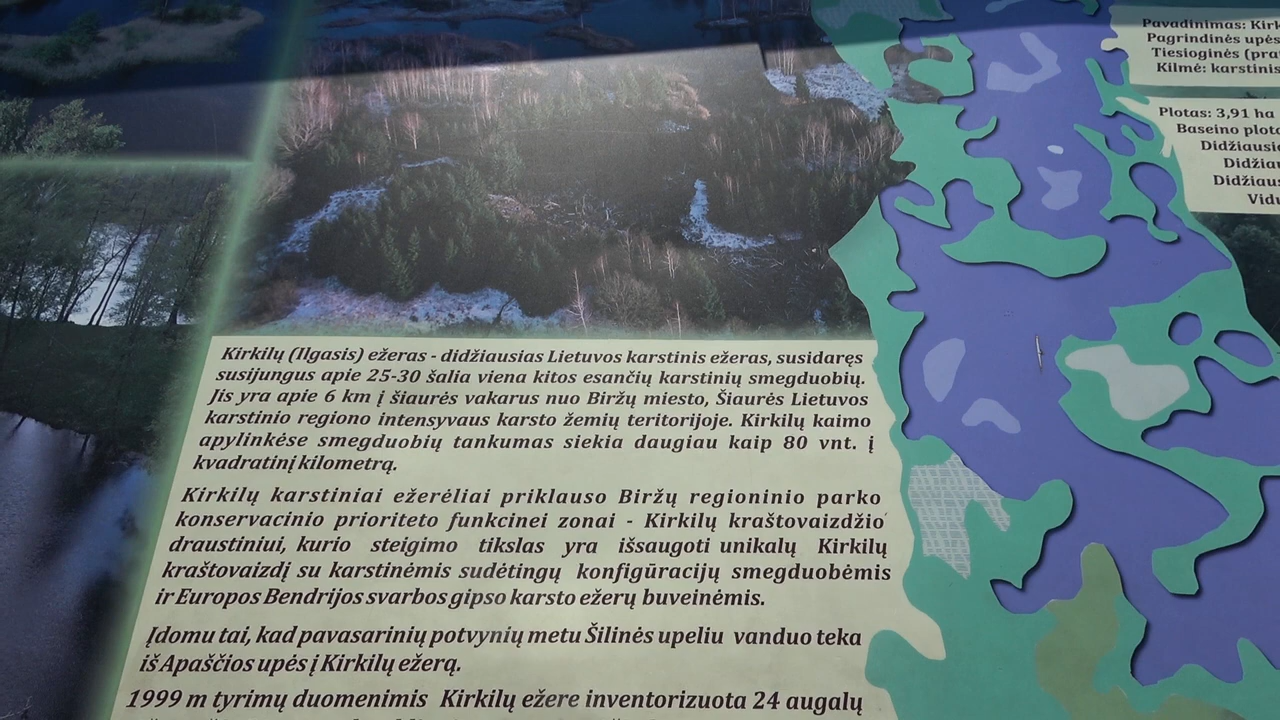 Kirkilų (Ilgasis) ežeras - didžiausias Lietuvos karstinis ežeras, susidaręs
susijungus apie 25-30 šalia viena kitos esančių karstinių smegduobių.
Jis yra apie 6 km į šiaurės vakarus nuo Biržų miesto, Šiaurės Lietuvos
karstinio regiono intensyvaus karsto žemių teritorijoje. Kirkilų kaimo
apylinkėse smegduobių tankumas siekia daugiau kaip 80 vnt. į
kvadratinį kilometrą.
Kirkilų karstiniai ežerėliai priklauso Biržų regioninio parko
konservacinio prioriteto funkcinei zonai - Kirkilų kraštovaizdžio
draustiniui, kurio steigimo tikslas yra išsaugoti unikalų Kirkilų
kraštovaizdį su karstinėmis sudėtingų konfigūracijų smegduobėmis
ir Europos Bendrijos svarbos gipso karsto ežerų buveinėmis.
Įdomu tai, kad pavasarinių potvynių metu Šilinės upeliu vanduo teka
iš Apaščios upės į Kirkilų ežerą.
1999 m tyrimų duomenimis Kirkilų ežere inventorizuota 24 augalų
Pavadinimas: Kirk
Pagrindinės upės
Tiesioginės (pra
Kilmė: karstinis
Plotas: 3,91 ha
Baseino plota
Didžiausi
Didžiau
Didžiaus
Vidu